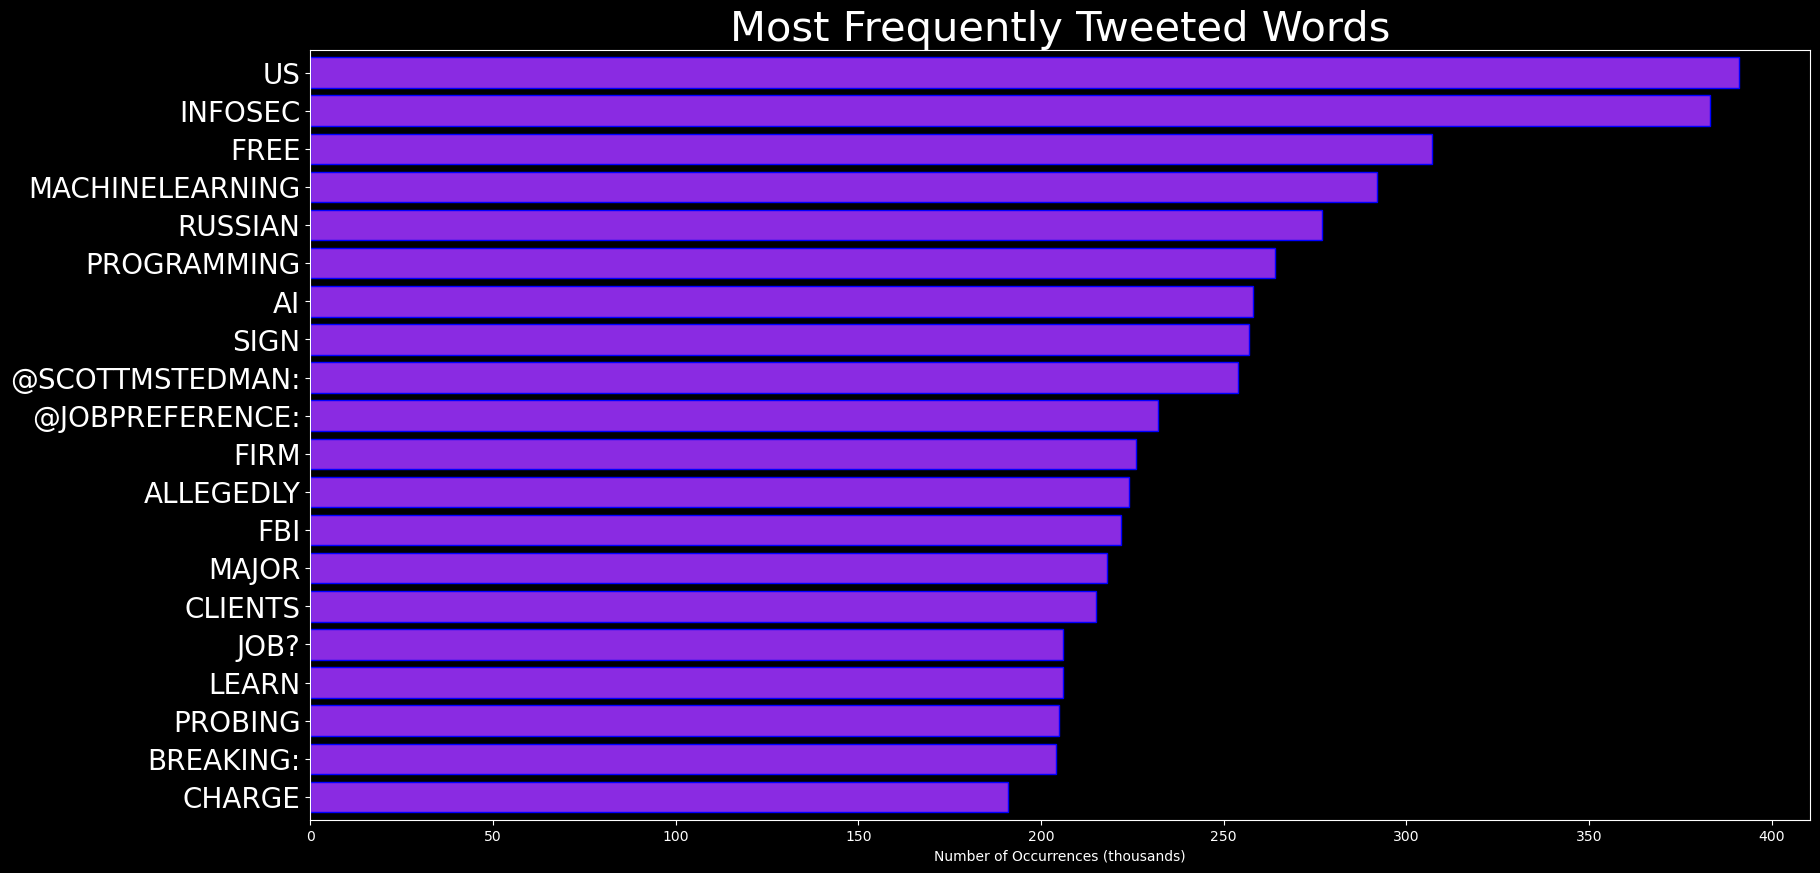 Most Frequently Tweeted Words
US
INFOSEC
FREE
MACHINELEARNING
RUSSIAN
PROGRAMMING
AI
SIGN
@SCOTTMSTEDMAN:
@JOBPREFERENCE:
FIRM
ALLEGEDLY
FBI
MAJOR
CLIENTS
JOB?
LEARN
PROBING
BREAKING:
CHARGE
0 50 100 150 200 250 300 350 400
Number of Occurrences (thousands)